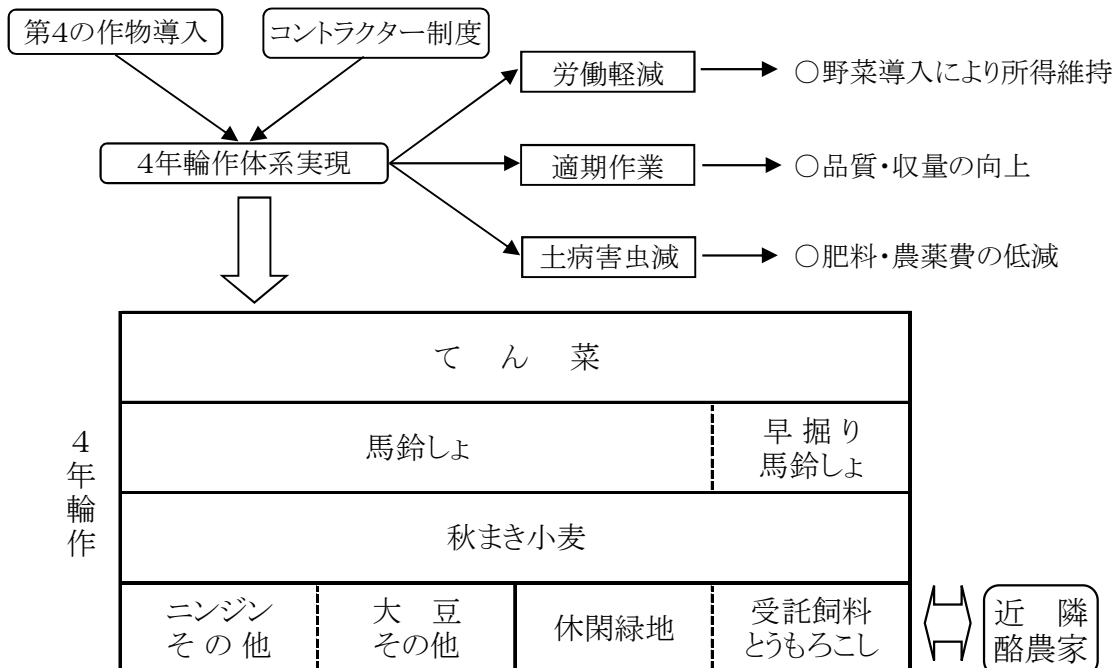 第4の作物導入
コントラクター制度
労働軽減
○野菜導入により所得維持
4年輪作体系実現
適期作業
○品質・収量の向上
土病害虫減
○肥料・農薬費の低減
4年輪作
て ん 菜
馬鈴しょ
早 掘 り
馬鈴しょ
秋まき小麦
ニンジン
そ の 他
大 豆
その他
休閑緑地
受託飼料
とうもろこし
近 隣
酪農家